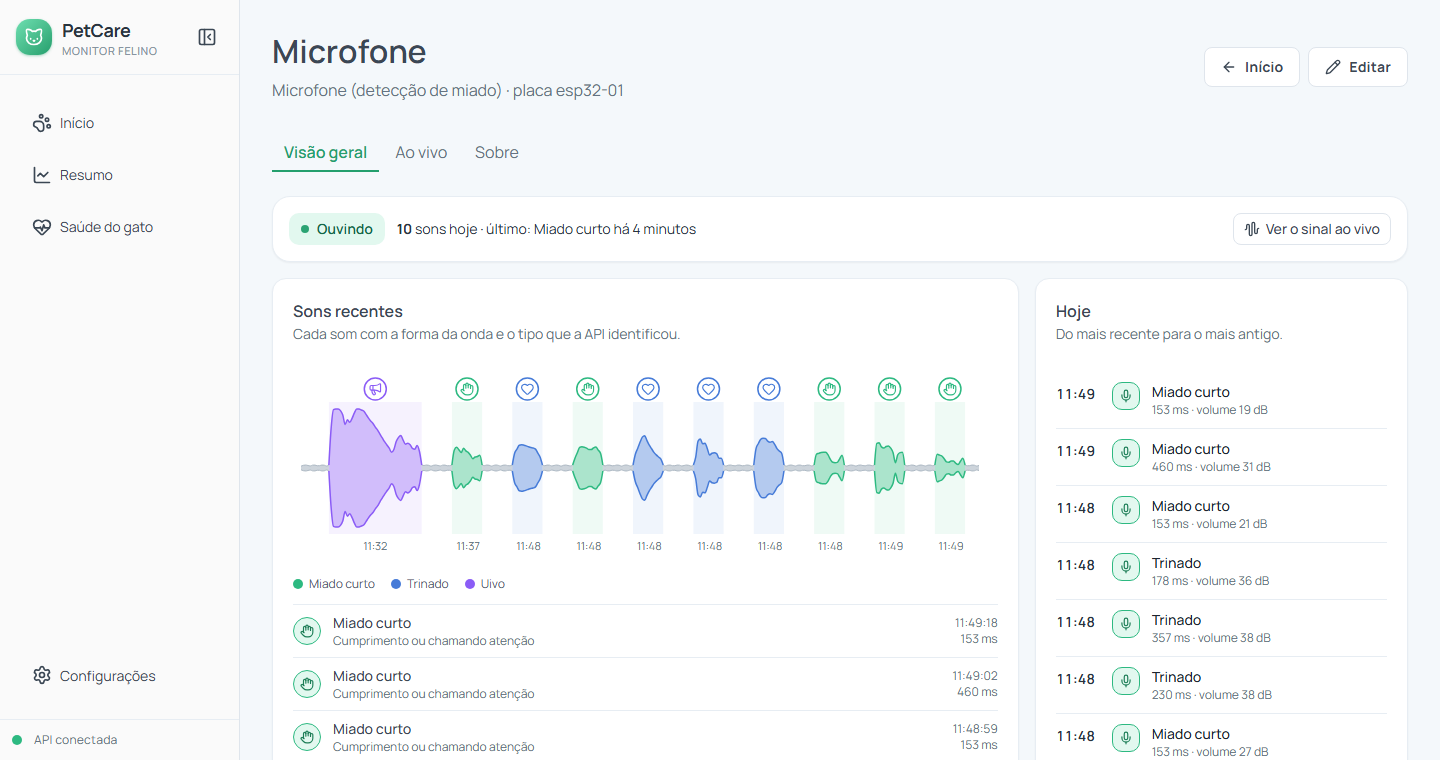 PetCare
MONITOR FELINO
Início
Resumo
Saúde do gato
Configurações
API conectada
Microfone
Microfone (detecção de miado) · placa esp32-01
Início
Editar
Visão geral
Ao vivo
Sobre
Ouvindo
10 sons hoje · último: Miado curto há 4 minutos
Ver o sinal ao vivo
Sons recentes
Cada som com a forma da onda e o tipo que a API identificou.
11:32
11:37
11:48
11:48
11:48
11:48
11:48
11:48
11:49
11:49
Miado curto
Trinado
Uivo
Miado curto
Cumprimento ou chamando atenção
11:49:18
153 ms
Miado curto
Cumprimento ou chamando atenção
11:49:02
460 ms
Miado curto
Cumprimento ou chamando atenção
11:48:59
153 ms
Hoje
Do mais recente para o mais antigo.
11:49
Miado curto
153 ms · volume 19 dB
11:49
Miado curto
460 ms · volume 31 dB
11:48
Miado curto
153 ms · volume 21 dB
11:48
Trinado
178 ms · volume 36 dB
11:48
Trinado
357 ms · volume 38 dB
11:48
Trinado
230 ms · volume 38 dB
11:48
Miado curto
153 ms · volume 27 dB